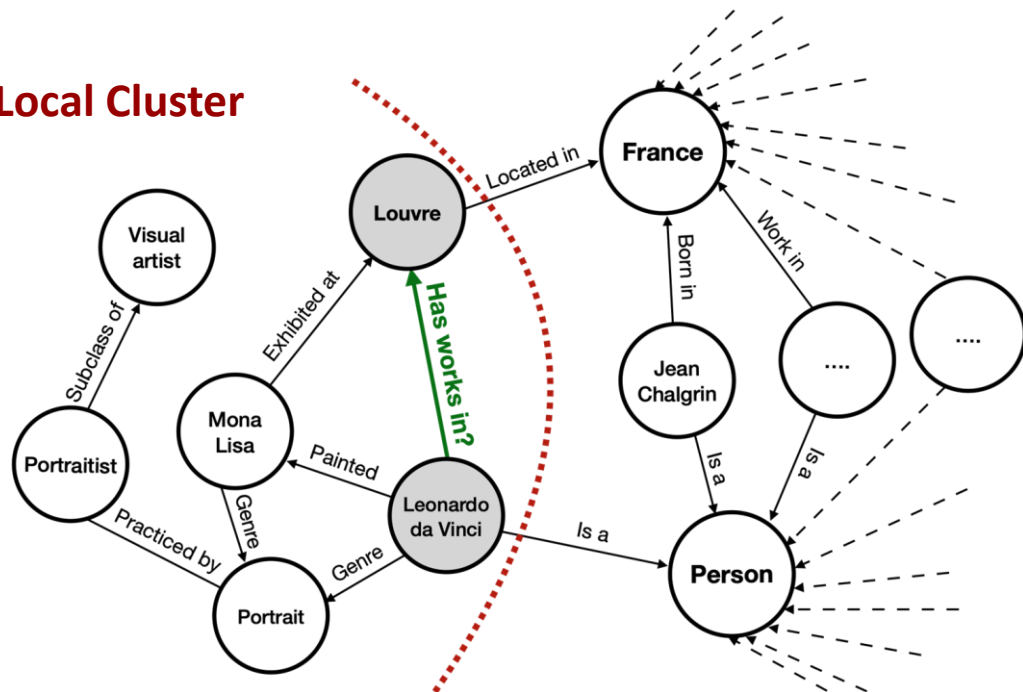 Local Cluster
France
Located in
Louvre
Visual
artist
Born in
Work in
Exhibited at
Has works in?
Subclass of
....
....
Jean
Chalgrin
Mona
Lisa
Portraitist
Painted
Is a
Is a
Leonardo
da Vinci
Genre
Practiced by
Genre
Is a
Person
Portrait